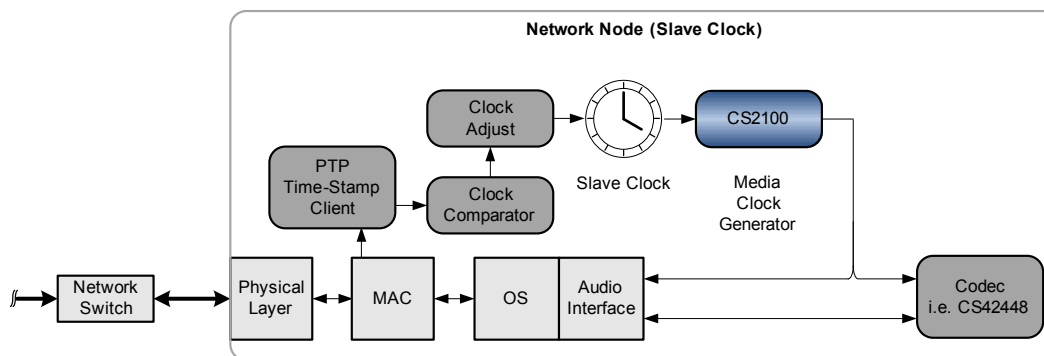 Network Node (Slave Clock)
Clock
Adjust
CS2100
PTP
Time-Stamp
Client
Clock
Comparator
Slave Clock
Media
Clock
Generator
Network
Switch
Physical
Layer
MAC
OS
Audio
Interface
Codec
i.e. CS42448